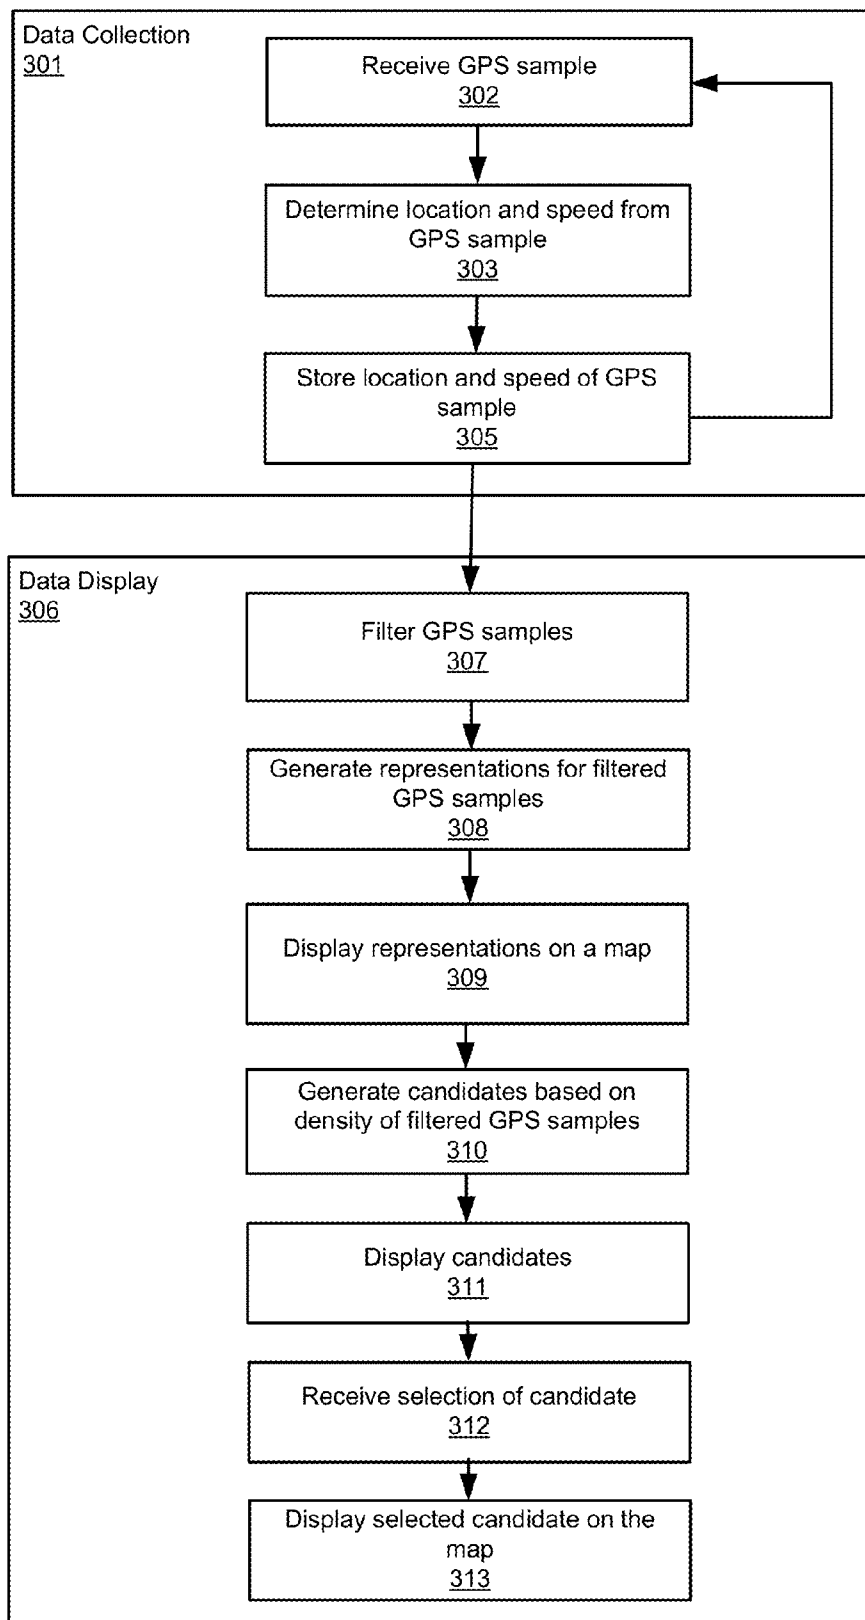 Data Collection
301
Receive GPS sample
302
Determine location and speed from
GPS sample
303
Store location and speed of GPS
sample
305
Data Display
306
Filter GPS samples
307
Generate representations for filtered
GPS samples
308
Display representations on a map
309
Generate candidates based on
density of filtered GPS samples
310
Display candidates
311
Receive selection of candidate
312
Display selected candidate on the
map
313